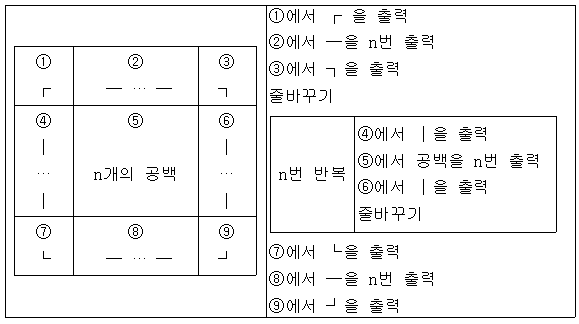 ① ② ③
┌ ─ … ─ ┐
④ ⑤ ⑥
│ │
… n개의 공백 …
│ │
⑦ ⑧ ⑨
└ ─ … ─ ┘
①에서 ┌ 을 출력
②에서 ─을 n번 출력
③에서 ┐을 출력
줄바꾸기
n번 반복
④에서 │을 출력
⑤에서 공백을 n번 출력
⑥에서 │을 출력
줄바꾸기
⑦에서 └을 출력
⑧에서 ─을 n번 출력
⑨에서 ┘을 출력